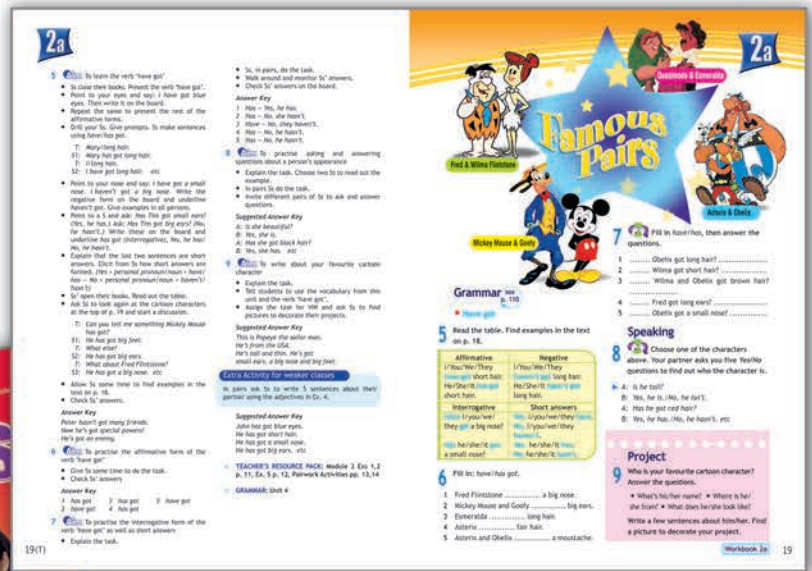 2a
5 Aim To learn the verb 'have got'
• Ss close their books. Present the verb 'have got'.
• Point to your eyes and say: I have got blue
eyes. Then write it on the board.
• Repeat the same to present the rest of the
affirmative forms.
• Drill your Ss. Give prompts. Ss make sentences
using have/has got.
T: Mary/long hair.
S1: Mary has got long hair.
T: I/long hair.
S2: I have got long hair. etc
• Point to your nose and say: I have got a small
nose. I haven't got a big nose. Write the
negative form on the board and underline
haven't got. Give examples in all persons.
• Point to a S and ask: Has Tim got small ears?
(Yes, he has.) Ask: Has Tim got big ears? (No,
he hasn't.) Write these on the board and
underline has got (interrogatives), Yes, he has/
No, he hasn't.
• Explain that the last two sentences are short
answers. Elicit from Ss how short answers are
formed. (Yes + personal pronoun/noun + have/
has – No + personal pronoun/noun + haven't/
hasn't)
• Ss' open their books. Read out the table.
• Ask Ss to look again at the cartoon characters
at the top of p. 19 and start a discussion.
T: Can you tell me something Mickey Mouse
has got?
S1: He has got big feet.
T: What else?
S2: He has got big ears.
T: What about Fred Flintstone?
S3: He has got a big nose. etc
• Allow Ss some time to find examples in the
text on p. 18.
• Check Ss' answers.
Answer Key
Peter hasn't got many friends.
Now he's got special powers!
He's got an enemy.
6 Aim To practise the affirmative form of the
verb 'have got'
• Give Ss some time to do the task.
• Check Ss' answers
Answer Key
1 has got 3 has got 5 have got
2 have got 4 has got
7 Aim To practise the interrogative form of the
verb 'have got' as well as short answers
• Explain the task.
19(T)
• Ss, in pairs, do the task.
• Walk around and monitor Ss' answers.
• Check Ss' answers on the board.
Answer Key
1 Has – Yes, he has.
2 Has – No, she hasn't.
3 Have – No, they haven't.
4 Has – No, he hasn't.
5 Has – No, he hasn't.
8 Aim To practise asking and answering
questions about a person's appearance
• Explain the task. Choose two Ss to read out the
example.
• In pairs Ss do the task.
• Invite different pairs of Ss to ask and answer
questions.
Suggested Answer Key
A: Is she beautiful?
B: Yes, she is.
A: Has she got black hair?
B: Yes, she has. etc
9 Aim To write about your favourite cartoon
character
• Explain the task.
• Tell students to use the vocabulary from this
unit and the verb 'have got'.
• Assign the task for HW and ask Ss to find
pictures to decorate their projects.
Suggested Answer Key
This is Popeye the sailor man.
He's from the USA.
He's tall and thin. He's got
small ears, a big nose and big feet.
Extra Activity for weaker classes
In pairs ask Ss to write 5 sentences about their
partner using the adjectives in Ex. 4.
Suggested Answer Key
John has got blue eyes.
He has got short hair.
He has got a small nose.
He has got big ears. etc
TEACHER'S RESOURCE PACK: Module 2 Exs 1,2
p. 11, Ex. 5 p. 12, Pairwork Activities pp. 13,14
GRAMMAR: Unit 4
2a
Quasimodo & Esmeralda
Famous
Pairs
Fred & Wilma Flintstone
Asterix & Obelix
Mickey Mouse & Goofy
Grammar see
p. 110
• Have got
5 Read the table. Find examples in the text
on p. 18.
Affirmative Negative
I/You/We/They I/You/We/They
have got short hair. haven't got long hair.
He/She/It has got He/She/It hasn't got
short hair. long hair.
Interrogative Short answers
Have I/you/we/ Yes, I/you/we/they have.
they got a big nose? No, I/you/we/they
haven't.
Has he/she/it got Yes, he/she/it has.
a small nose? No, he/she/it hasn't.
6 Fill in: have/has got.
1 Fred Flintstone ............. a big nose.
2 Mickey Mouse and Goofy ............. big ears.
3 Esmeralda ............. long hair.
4 Asterix ............. fair hair.
5 Asterix and Obelix ............. a moustache.
7 Fill in have/has, then answer the
questions.
1 ........ Obelix got long hair? ................
2 ........ Wilma got short hair? ................
3 ........ Wilma and Obelix got brown hair?
................
4 ........ Fred got long ears? ................
5 ........ Obelix got a small nose? ................
Speaking
8 Choose one of the characters
above. Your partner asks you five Yes/No
questions to find out who the character is.
A: Is he tall?
B: Yes, he is./No, he isn't.
A: Has he got red hair?
B: Yes, he has./No, he hasn't. etc
Project
9 Who is your favourite cartoon character?
Answer the questions.
• What's his/her name? • Where is he/
she from? • What does he/she look like?
Write a few sentences about him/her. Find
a picture to decorate your project.
Workbook 2a 19